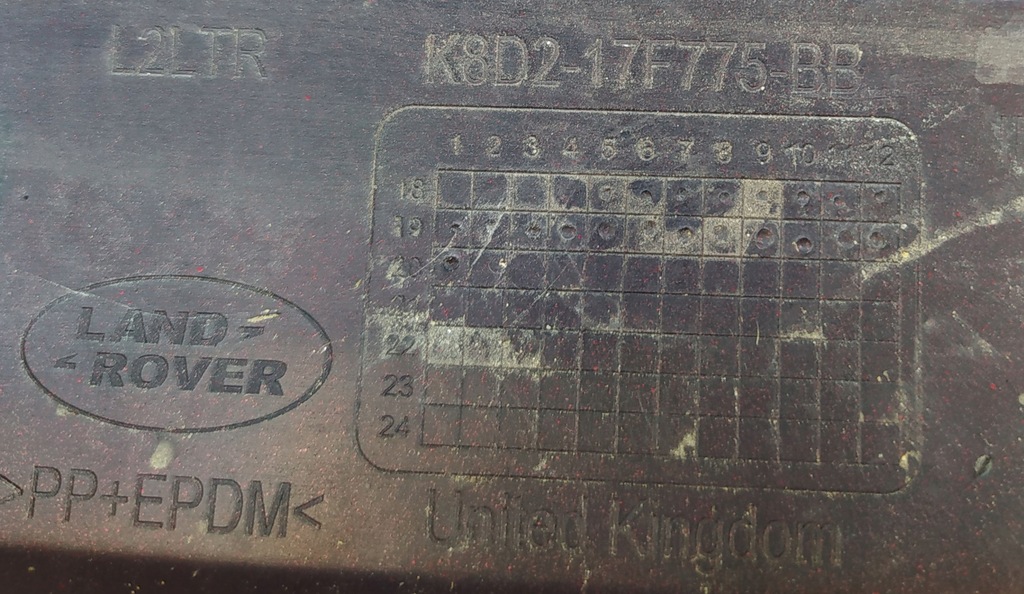 L2LTR
K8D2-17F775-BB
1 2 3 4 5 6 7 8 9 10 11 12
18
19
20
21
22
23
24
LAND
ROVER
>PP+EPDM<
United Kingdom